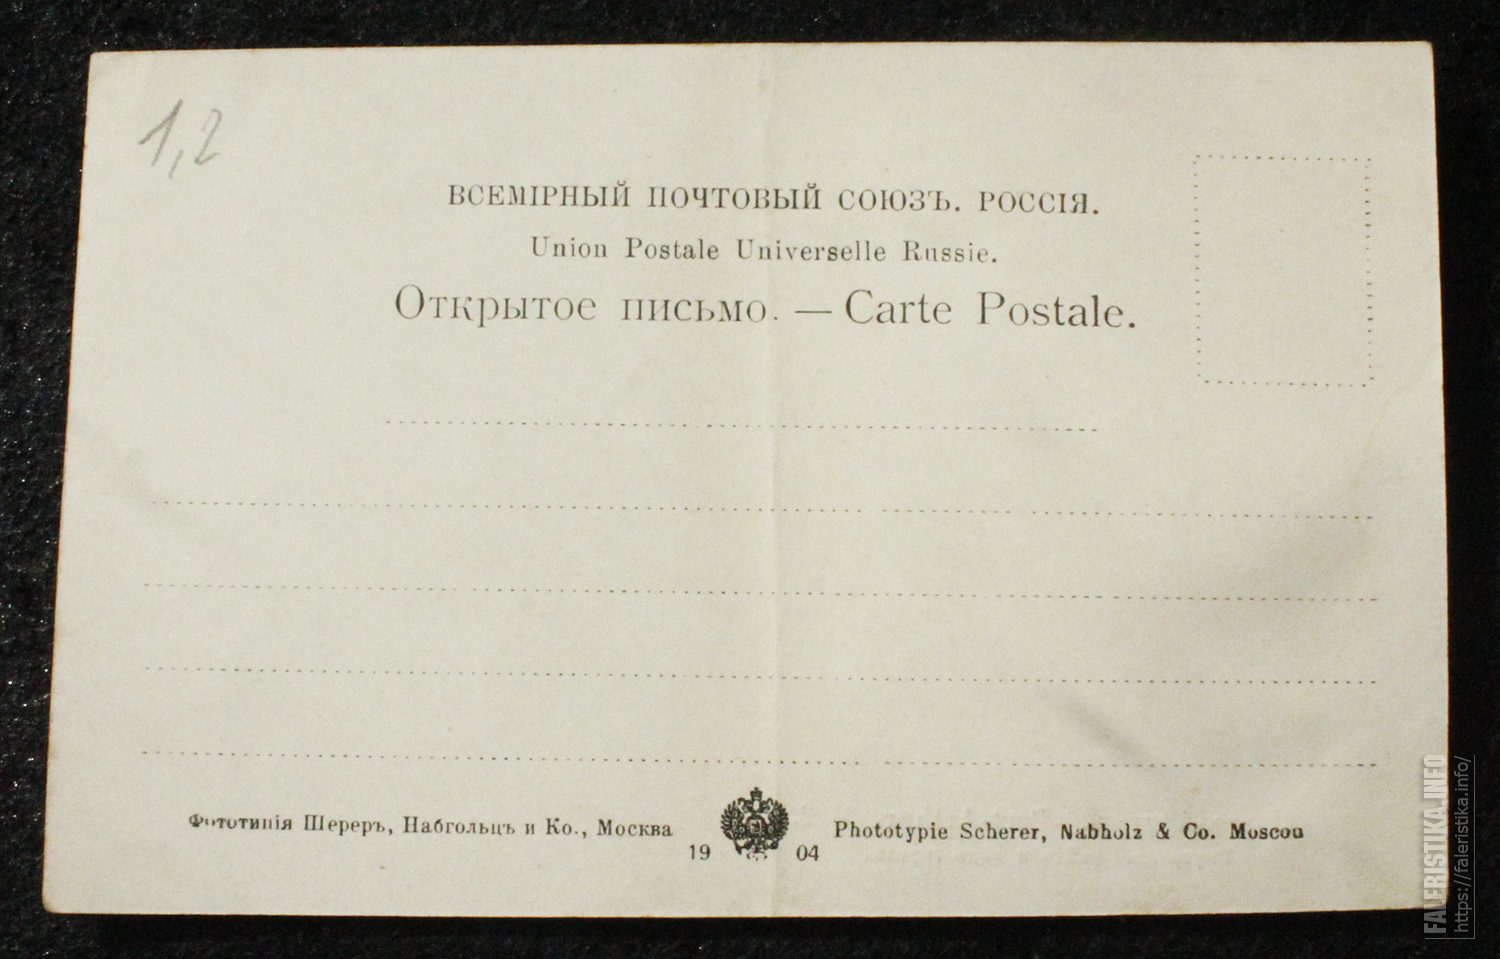 1,2
ВСЕМІРНЫЙ ПОЧТОВЫЙ СОЮЗЪ. РОССІЯ.
Union Postale Universelle Russie.
Открытое письмо. — Carte Postale.
Фототипія Шереръ, Набгольцъ и Ко., Москва
19 04
Phototypie Scherer, Nabholz & Co. Moscou
FALERISTIKA.INFO
https://faleristika.info/